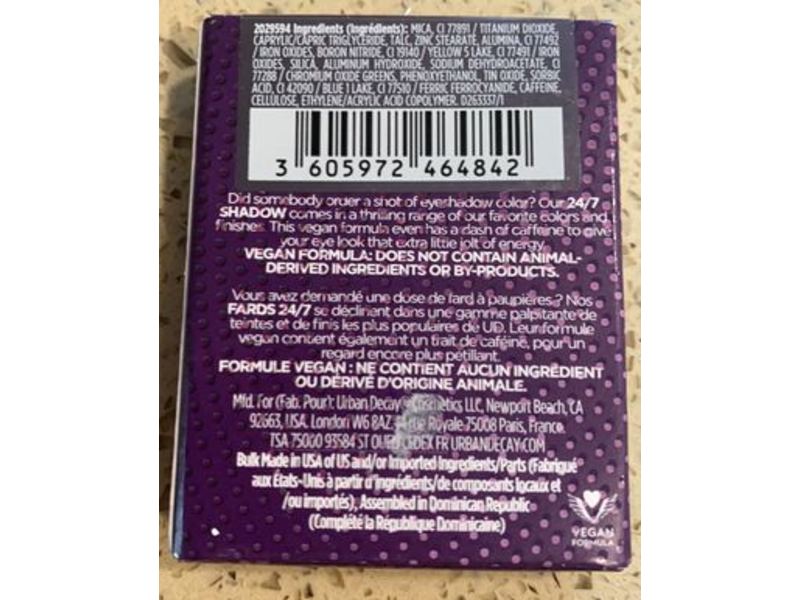 2029594 Ingredients (Ingrédients): MICA, CI 77891 / TITANIUM DIOXIDE,
CAPRYLIC/CAPRIC TRIGLYCERIDE, TALC, ZINC STEARATE, ALUMINA, CI 77492
/ IRON OXIDES, BORON NITRIDE, CI 19140 / YELLOW 5 LAKE, CI 77491 / IRON
OXIDES, SILICA, ALUMINUM HYDROXIDE, SODIUM DEHYDROACETATE, CI
77288 / CHROMIUM OXIDE GREENS, PHENOXYETHANOL, TIN OXIDE, SORBIC
ACID, CI 42090 / BLUE 1 LAKE, CI 77510 / FERRIC FERROCYANIDE, CAFFEINE,
CELLULOSE, ETHYLENE/ACRYLIC ACID COPOLYMER. D263337/1
3 605972 464842
Did somebody order a shot of eyeshadow color? Our 24/7
SHADOW comes in a thrilling range of our favorite colors and
finishes. This vegan formula even has a dash of caffeine to give
your eye look that extra little jolt of energy.
VEGAN FORMULA: DOES NOT CONTAIN ANIMAL-
DERIVED INGREDIENTS OR BY-PRODUCTS.
Vous avez demandé une dose de fard à paupières ? Nos
FARDS 24/7 se déclinent dans une gamme palpitante de
teintes et de finis les plus populaires de UD. Leur formule
vegan contient également un trait de caféine, pour un
regard encore plus pétillant.
FORMULE VEGAN : NE CONTIENT AUCUN INGRÉDIENT
OU DÉRIVÉ D'ORIGINE ANIMALE.
Mfd. For (Fab. Pour): Urban Decay® Cosmetics LLC, Newport Beach, CA
92663, USA. London W6 8AZ. Rue Royale 75008 Paris, France.
TSA 75000 93584 ST OUEN CEDEX FR URBANDECAY.COM
Bulk Made in USA of US and/or Imported Ingredients/Parts (Fabriqué
aux États-Unis à partir d'ingrédients/de composants locaux et
/ou importés). Assembled in Dominican Republic
(Complété la République Dominicaine)
VEGAN
FORMULA